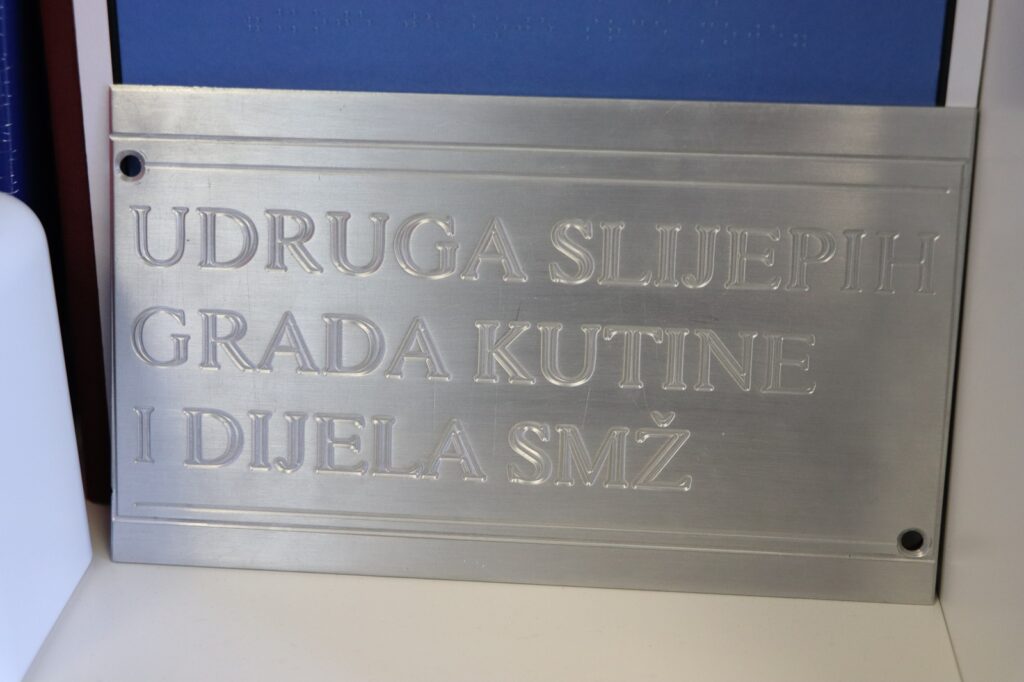 UDRUGA SLIJEPIH
GRADA KUTINE
I DIJELA SMŽ